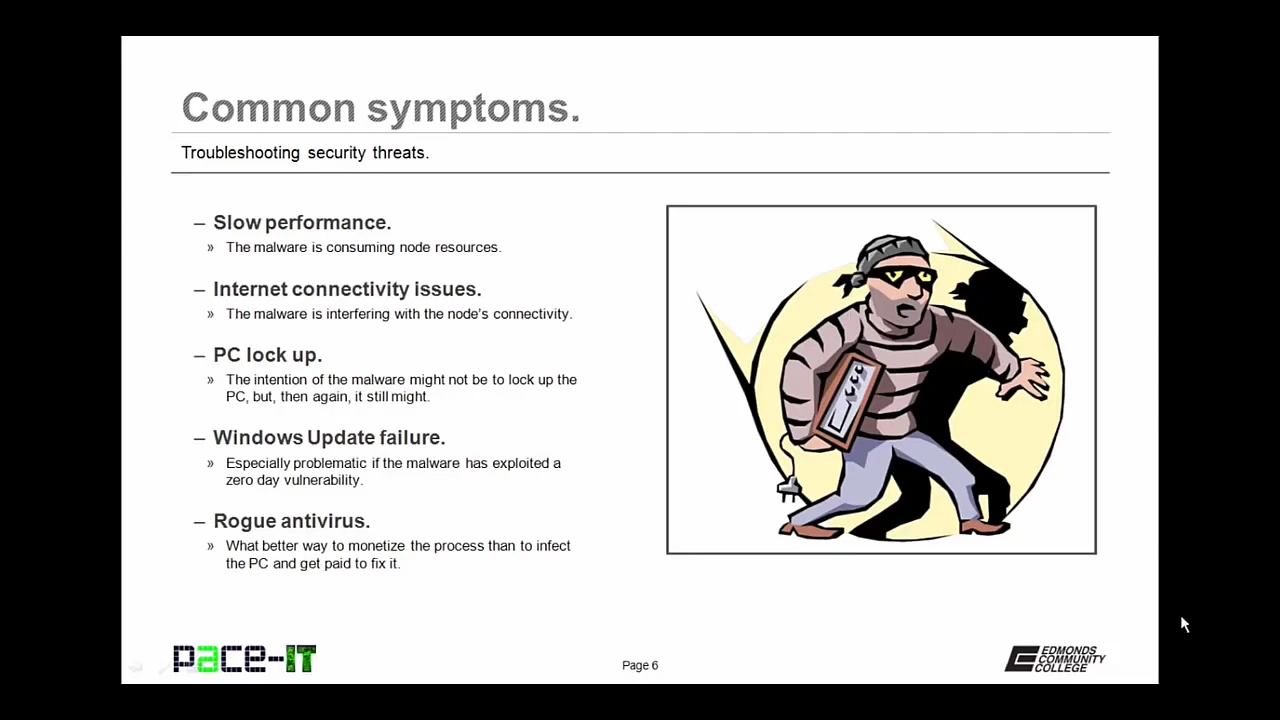 Common symptoms.
Troubleshooting security threats.
– Slow performance.
» The malware is consuming node resources.
– Internet connectivity issues.
» The malware is interfering with the node's connectivity.
– PC lock up.
» The intention of the malware might not be to lock up the
PC, but, then again, it still might.
– Windows Update failure.
» Especially problematic if the malware has exploited a
zero day vulnerability.
– Rogue antivirus.
» What better way to monetize the process than to infect
the PC and get paid to fix it.
pace-IT
Page 6
EDMONDS
COMMUNITY
COLLEGE